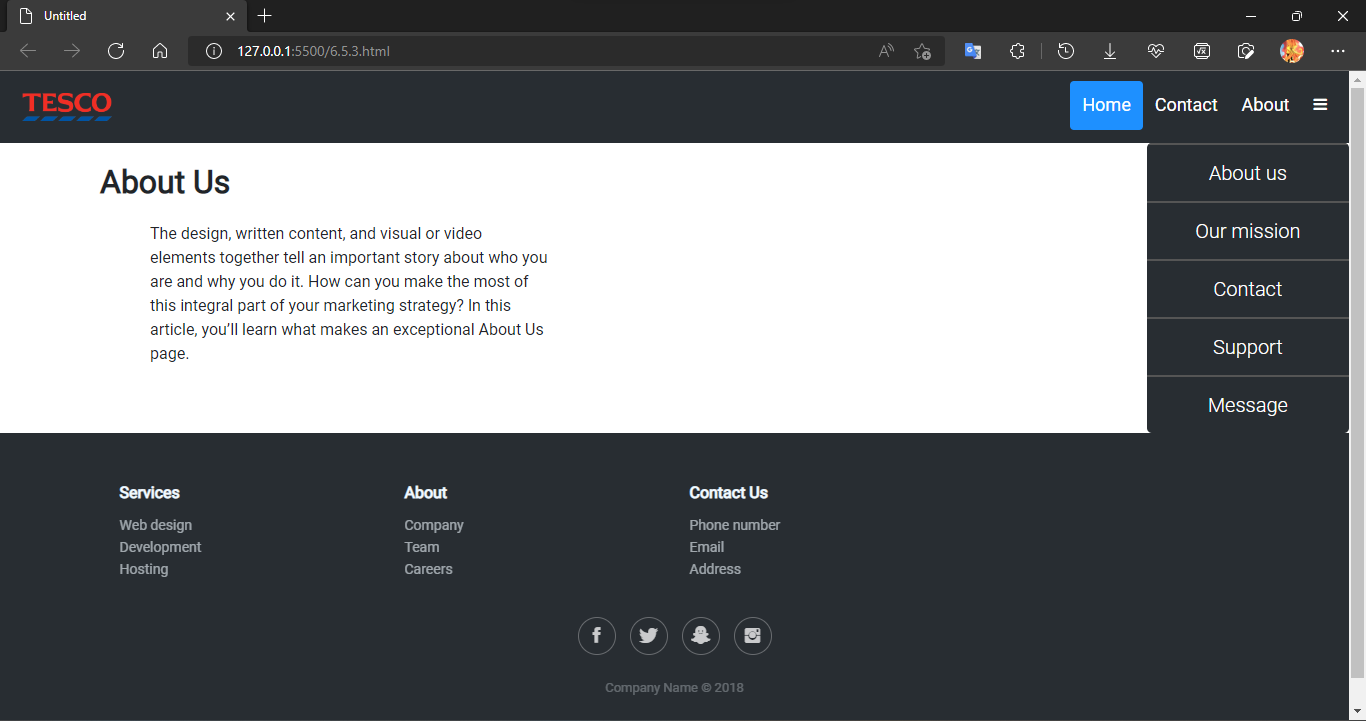 Untitled
127.0.0.1:5500/6.5.3.html
TESCO
Home Contact About
About Us
The design, written content, and visual or video
elements together tell an important story about who you
are and why you do it. How can you make the most of
this integral part of your marketing strategy? In this
article, you’ll learn what makes an exceptional About Us
page.
About us
Our mission
Contact
Support
Message
Services
Web design
Development
Hosting
About
Company
Team
Careers
Contact Us
Phone number
Email
Address
Company Name © 2018